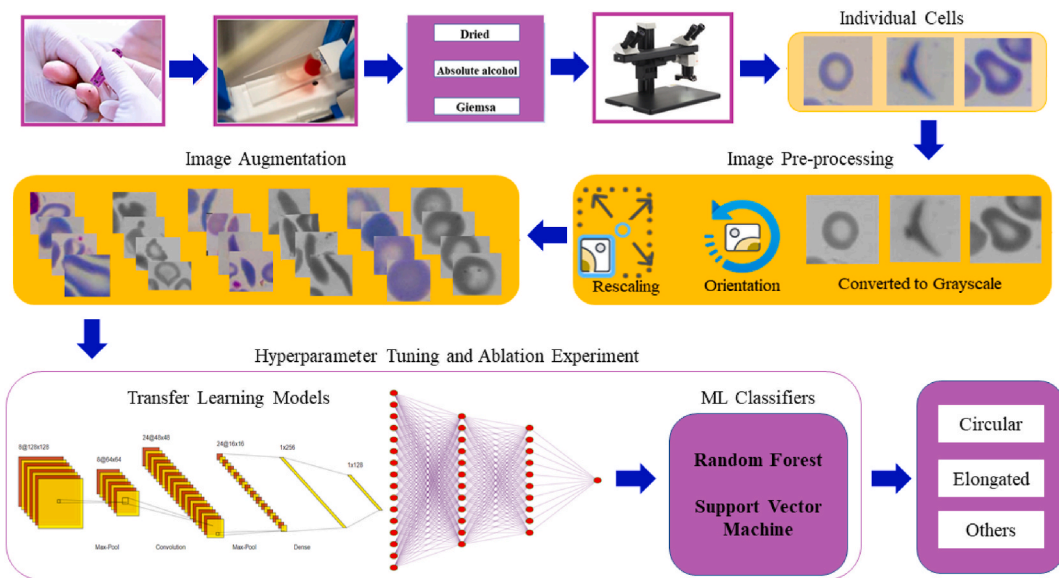 Individual Cells
Dried
Absolute alcohol
Giemsa
Image Augmentation
Image Pre-processing
Rescaling
Orientation
Converted to Grayscale
Hyperparameter Tuning and Ablation Experiment
Transfer Learning Models
8@128x128
8@64x64
24@48x48
24@16x16
1x256
1x128
Max-Pool
Convolution
Max-Pool
Dense
ML Classifiers
Random Forest
Support Vector
Machine
Circular
Elongated
Others